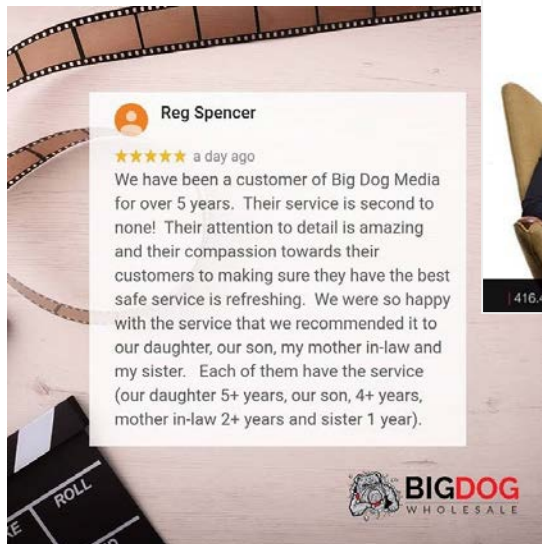 Reg Spencer
★★★★★ a day ago
We have been a customer of Big Dog Media
for over 5 years. Their service is second to
none! Their attention to detail is amazing
and their compassion towards their
customers to making sure they have the best
safe service is refreshing. We were so happy
with the service that we recommended it to
our daughter, our son, my mother in-law and
my sister. Each of them have the service
(our daughter 5+ years, our son, 4+ years,
mother in-law 2+ years and sister 1 year).
| 416.
ROLL
BIGDOG
WHOLESALE